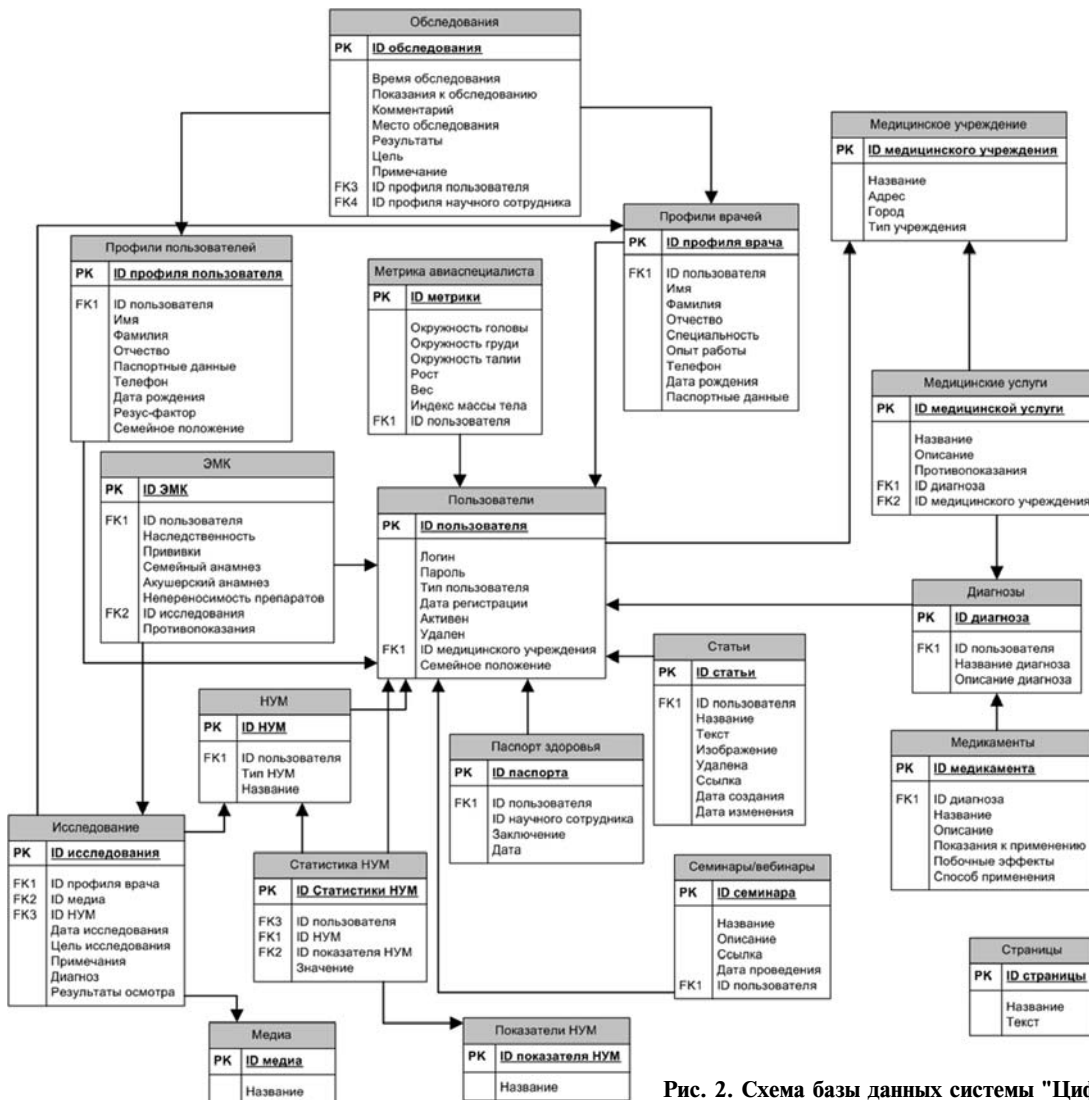 Обследования
PK ID обследования
Время обследования
Показания к обследованию
Комментарий
Место обследования
Результаты
Цель
Примечание
FK3 ID профиля пользователя
FK4 ID профиля научного сотрудника
Медицинское учреждение
PK ID медицинского учреждения
Название
Адрес
Город
Тип учреждения
Профили пользователей
PK ID профиля пользователя
FK1 ID пользователя
Имя
Фамилия
Отчество
Паспортные данные
Телефон
Дата рождения
Резус-фактор
Семейное положение
Метрика авиаспециалиста
PK ID метрики
Окружность головы
Окружность груди
Окружность талии
Рост
Вес
Индекс массы тела
FK1 ID пользователя
Профили врачей
PK ID профиля врача
FK1 ID пользователя
Имя
Фамилия
Отчество
Специальность
Опыт работы
Телефон
Дата рождения
Паспортные данные
Медицинские услуги
PK ID медицинской услуги
Название
Описание
Противопоказания
FK1 ID диагноза
FK2 ID медицинского учреждения
ЭМК
PK ID ЭМК
FK1 ID пользователя
Наследственность
Прививки
Семейный анамнез
Акушерский анамнез
Непереносимость препаратов
FK2 ID исследования
Противопоказания
Пользователи
PK ID пользователя
Логин
Пароль
Тип пользователя
Дата регистрации
Активен
Удален
FK1 ID медицинского учреждения
Семейное положение
Диагнозы
PK ID диагноза
FK1 ID пользователя
Название диагноза
Описание диагноза
Статьи
PK ID статьи
FK1 ID пользователя
Название
Текст
Изображение
Удалена
Ссылка
Дата создания
Дата изменения
НУМ
PK ID НУМ
FK1 ID пользователя
Тип НУМ
Название
Паспорт здоровья
PK ID паспорта
FK1 ID пользователя
ID научного сотрудника
Заключение
Дата
Медикаменты
PK ID медикамента
FK1 ID диагноза
Название
Описание
Показания к применению
Побочные эффекты
Способ применения
Исследование
PK ID исследования
FK1 ID профиля врача
FK2 ID медиа
FK3 ID НУМ
Дата исследования
Цель исследования
Примечания
Диагноз
Результаты осмотра
Статистика НУМ
PK ID Статистики НУМ
FK3 ID пользователя
FK1 ID НУМ
FK2 ID показателя НУМ
Значение
Семинары/вебинары
PK ID семинара
Название
Описание
Ссылка
Дата проведения
FK1 ID пользователя
Страницы
PK ID страницы
Название
Текст
Медиа
PK ID медиа
Название
Показатели НУМ
PK ID показателя НУМ
Название
Рис. 2. Схема базы данных системы "Ци